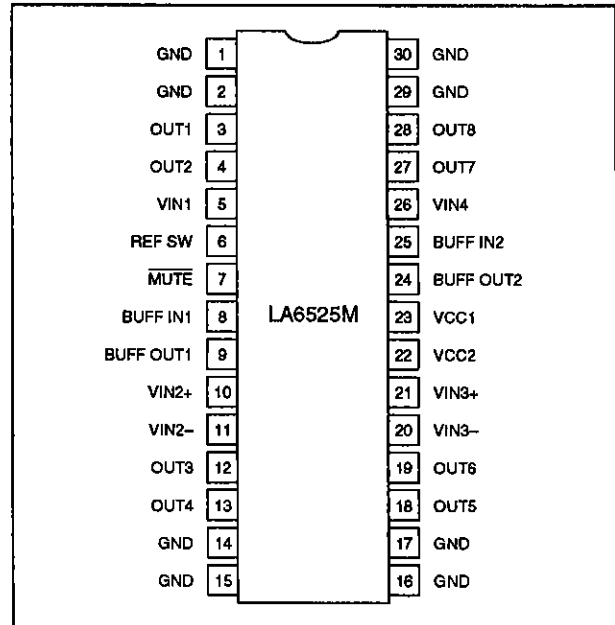 GND 1 30 GND
GND 2 29 GND
OUT1 3 28 OUT8
OUT2 4 27 OUT7
VIN1 5 26 VIN4
REF SW 6 25 BUFF IN2
MUTE 7 24 BUFF OUT2
BUFF IN1 8 LA6525M 23 VCC1
BUFF OUT1 9 22 VCC2
VIN2+ 10 21 VIN3+
VIN2− 11 20 VIN3−
OUT3 12 19 OUT6
OUT4 13 18 OUT5
GND 14 17 GND
GND 15 16 GND